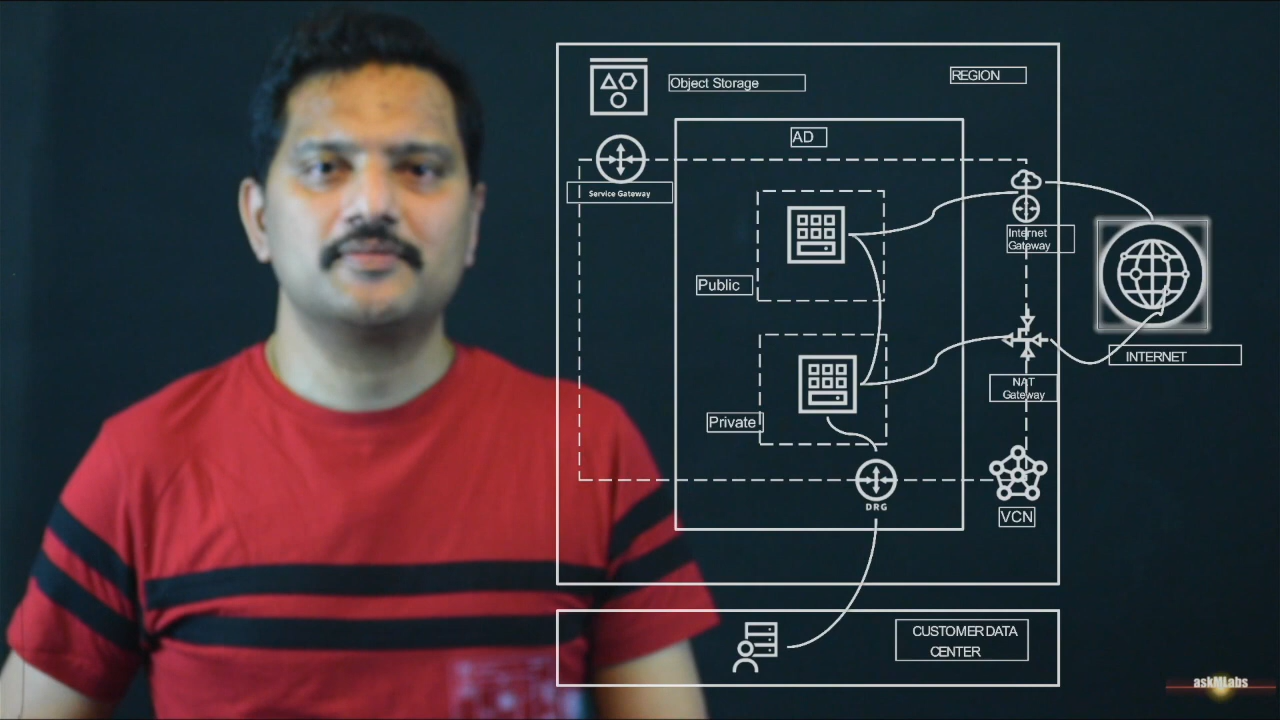 Object Storage
REGION
AD
Service Gateway
Internet
Gateway
Public
INTERNET
NAT
Gateway
Private
DRG
VCN
CUSTOMER DATA
CENTER
askMLabs